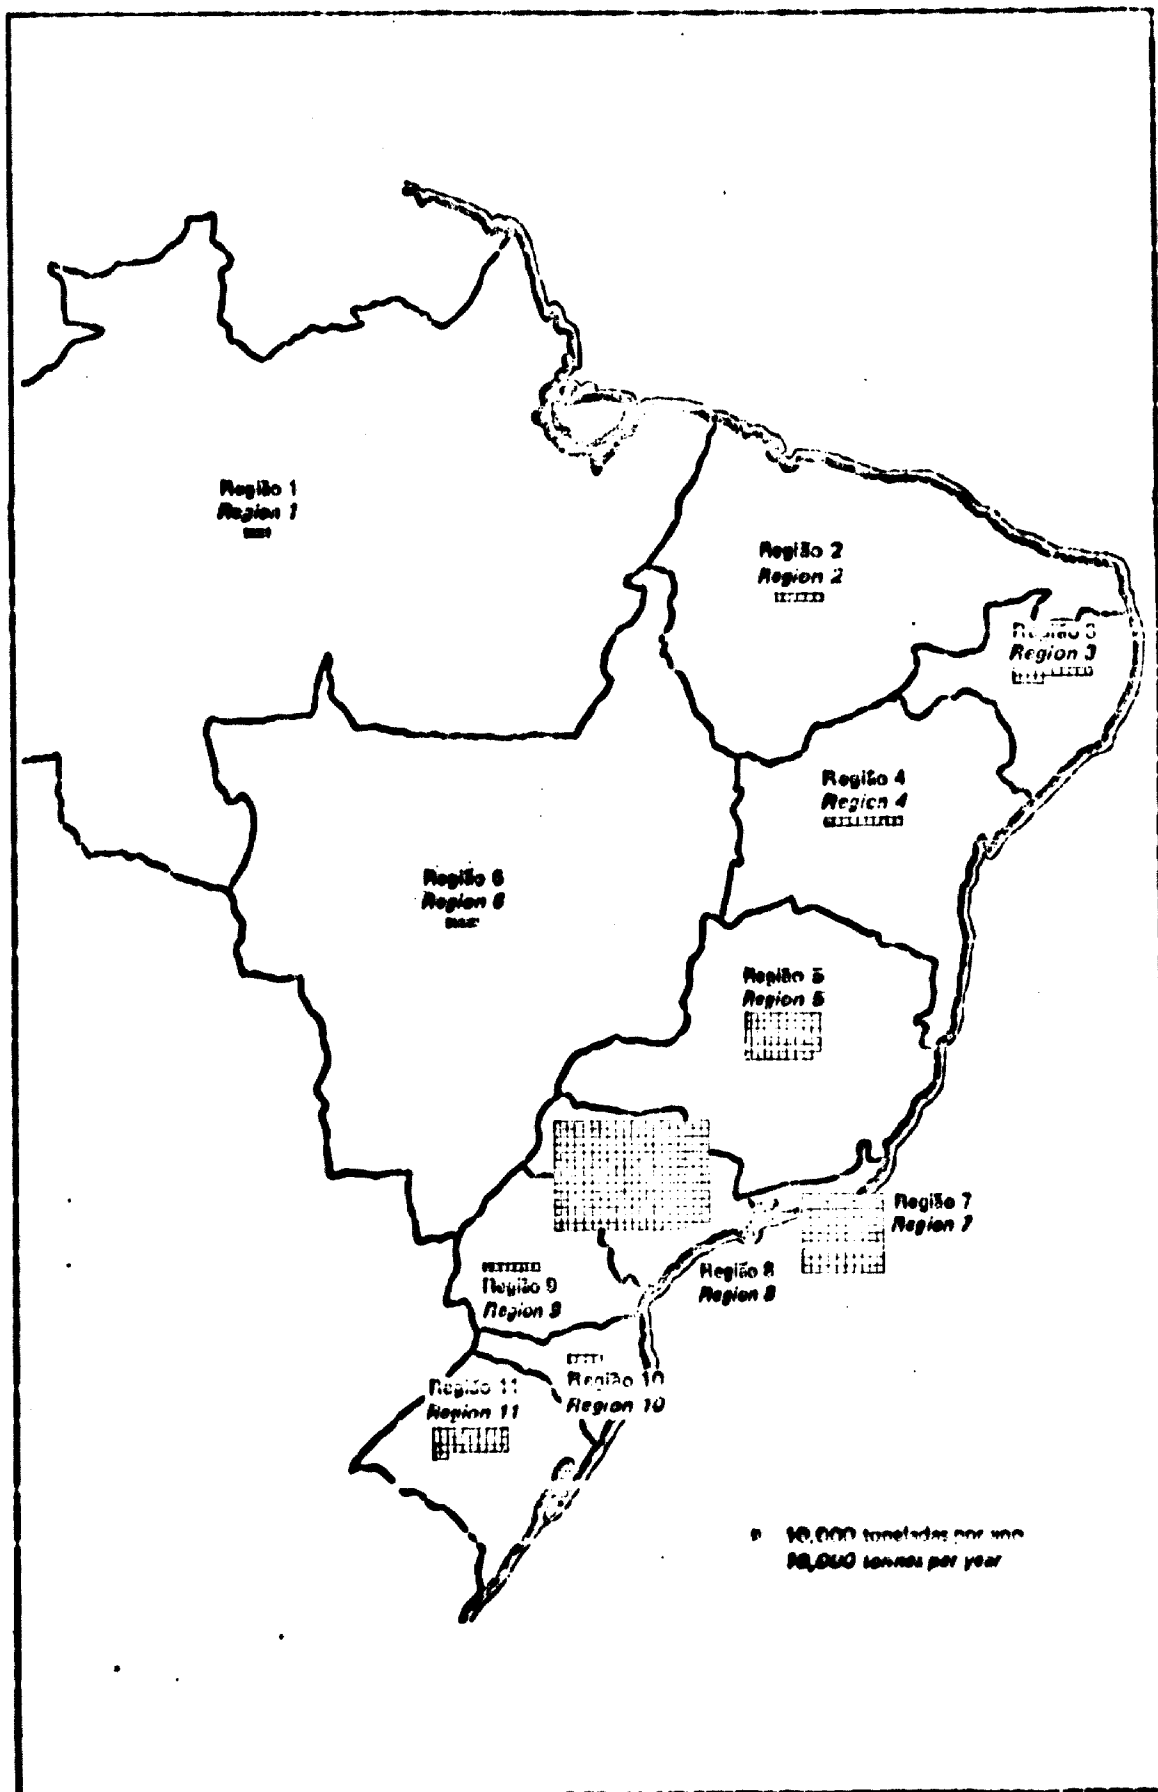 Região 1
Region 1
Região 2
Region 2
Região 3
Region 3
Região 4
Region 4
Região 6
Region 6
Região 5
Region 5
Região 7
Region 7
Região 8
Region 8
Região 9
Region 9
Região 10
Region 10
Região 11
Region 11
10,000 toneladas por ano
10,000 tonnes per year